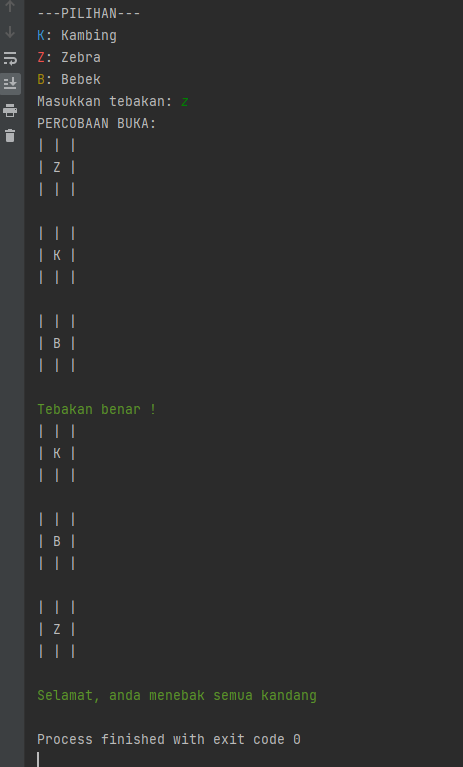 ---PILIHAN---
K: Kambing
Z: Zebra
B: Bebek
Masukkan tebakan: z
PERCOBAAN BUKA:
| | |
| Z |
| | |
| | |
| K |
| | |
| | |
| B |
| | |
Tebakan benar !
| | |
| K |
| | |
| | |
| B |
| | |
| | |
| Z |
| | |
Selamat, anda menebak semua kandang
Process finished with exit code 0